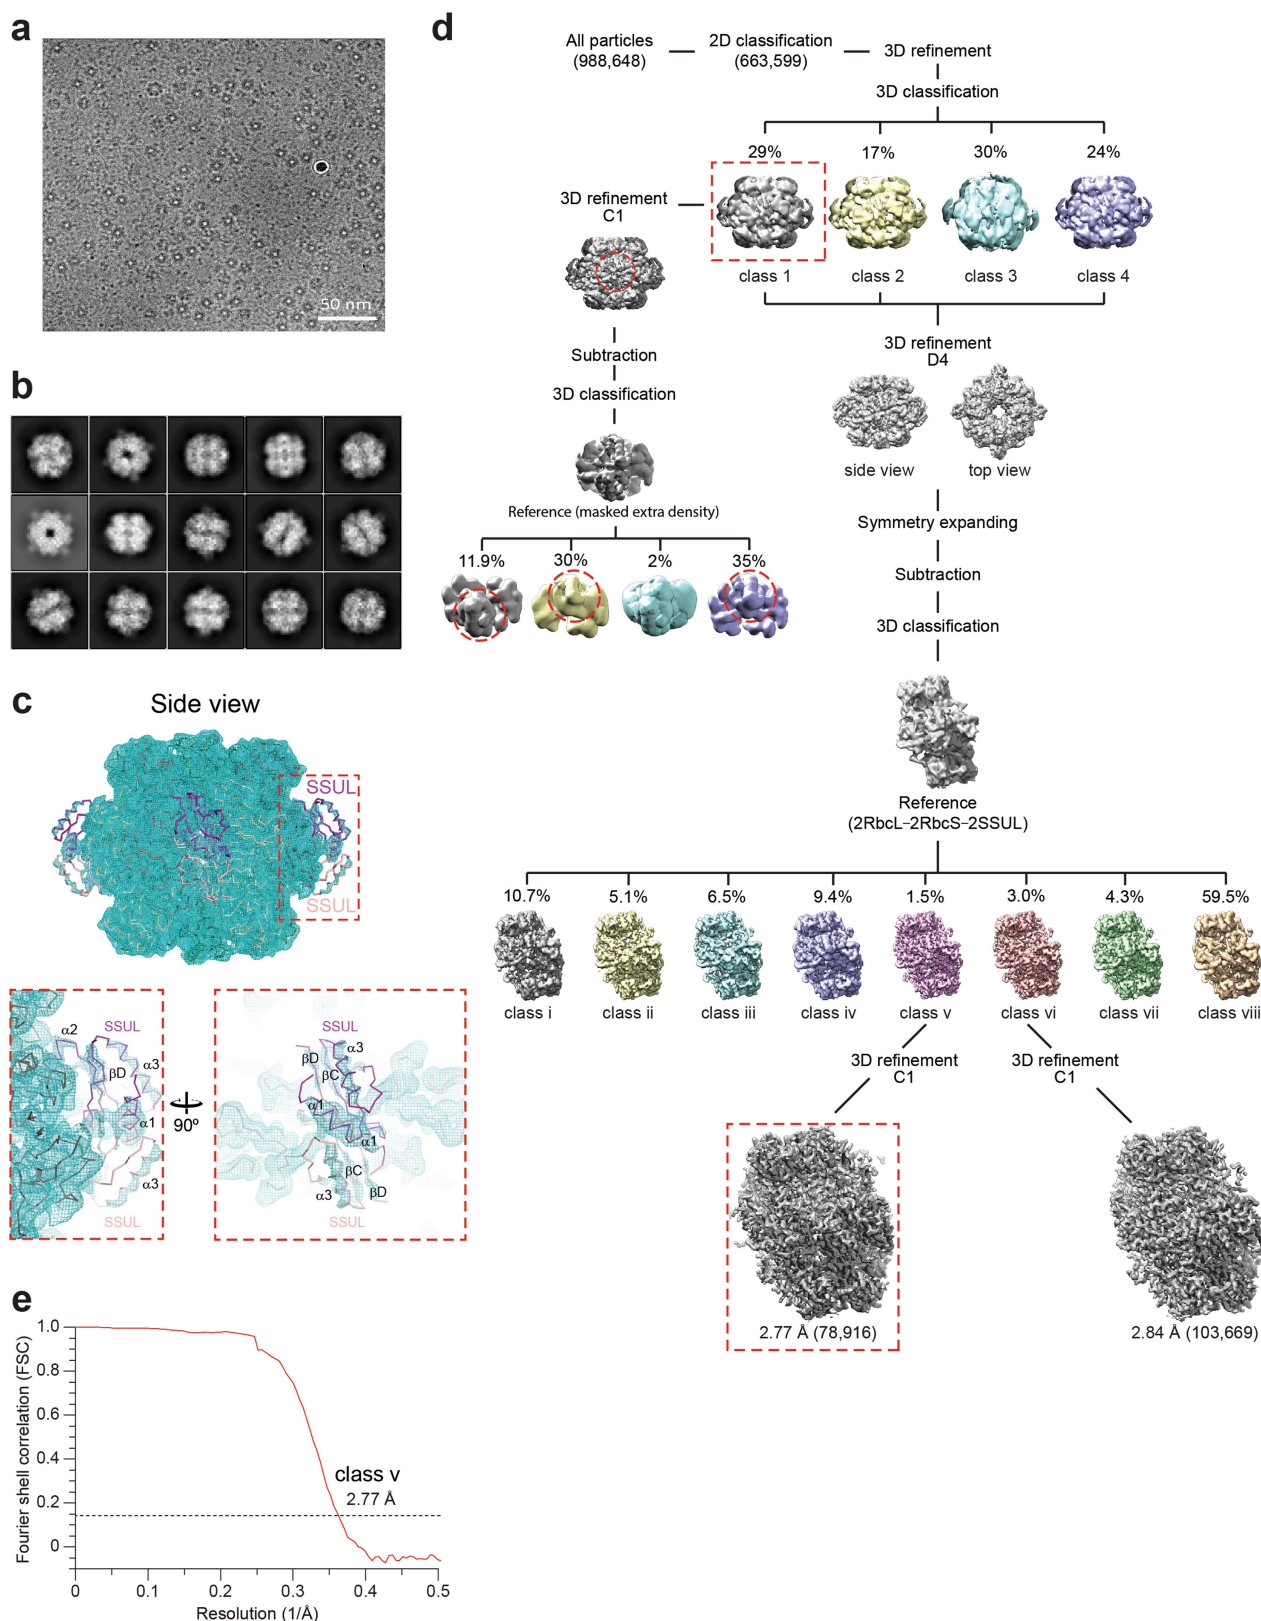 a
50 nm
b
c
Side view
SSUL
SSUL
α2
SSUL
βD
α3
α1
α3
SSUL
90º
SSUL
βD
α3
βC
α1
α1
βC
α3
βD
SSUL
d
All particles
(988,648)
2D classification
(663,599)
3D refinement
3D classification
29%
17%
30%
24%
class 1
class 2
class 3
class 4
3D refinement
C1
Subtraction
3D classification
Reference (masked extra density)
11.9%
30%
2%
35%
3D refinement
D4
side view
top view
Symmetry expanding
Subtraction
3D classification
Reference
(2RbcL–2RbcS–2SSUL)
10.7%
5.1%
6.5%
9.4%
1.5%
3.0%
4.3%
59.5%
class i
class ii
class iii
class iv
class v
class vi
class vii
class viii
3D refinement
C1
3D refinement
C1
2.77 Å (78,916)
2.84 Å (103,669)
e
Fourier shell correlation (FSC)
1.0
0.8
0.6
0.4
0.2
0
class v
2.77 Å
0
0.1
0.2
0.3
0.4
0.5
Resolution (1/Å)